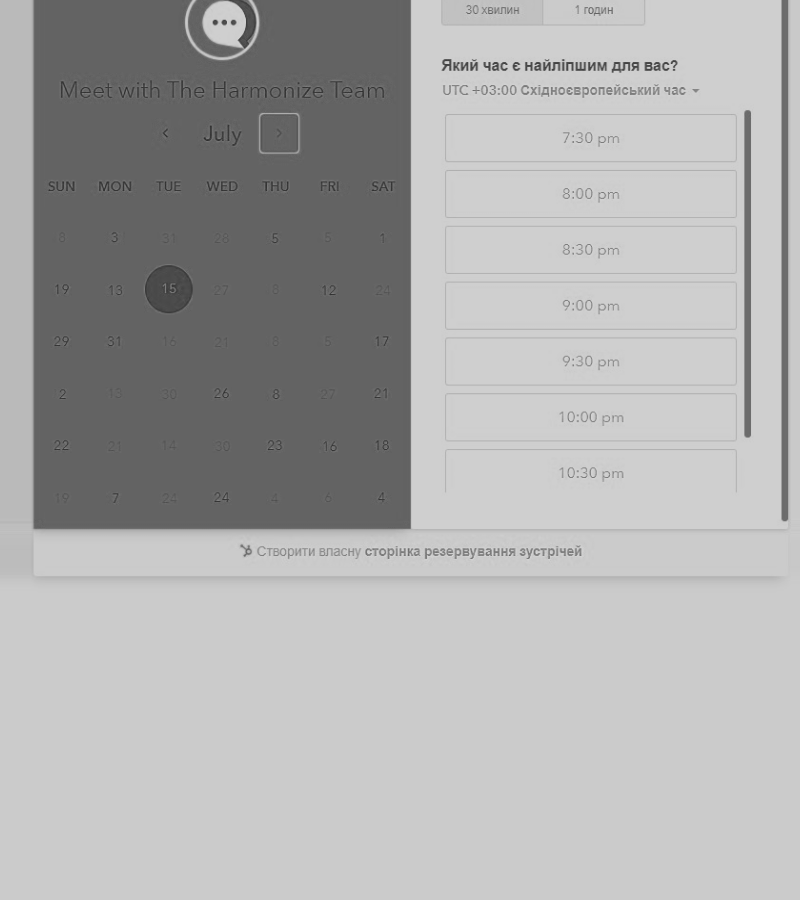 30 хвилин 1 годин
Meet with The Harmonize Team
July
SUN MON TUE WED THU FRI SAT
8 3 31 28 5 5 1
19 13 15 27 8 12 24
29 31 16 21 8 5 17
2 13 30 26 8 27 21
22 21 14 30 23 16 18
19 7 24 24 4 6 4
Який час є найліпшим для вас?
UTC +03:00 Східноєвропейський час
7:30 pm
8:00 pm
8:30 pm
9:00 pm
9:30 pm
10:00 pm
10:30 pm
Створити власну сторінка резервування зустрічей